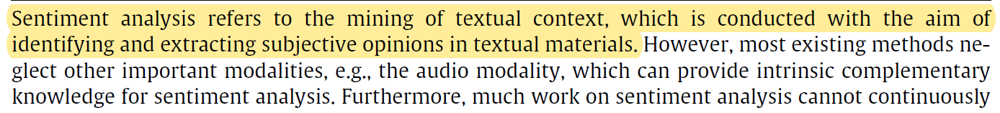 Sentiment analysis refers to the mining of textual context, which is conducted with the aim of
identifying and extracting subjective opinions in textual materials. However, most existing methods ne-
glect other important modalities, e.g., the audio modality, which can provide intrinsic complementary
knowledge for sentiment analysis. Furthermore, much work on sentiment analysis cannot continuously